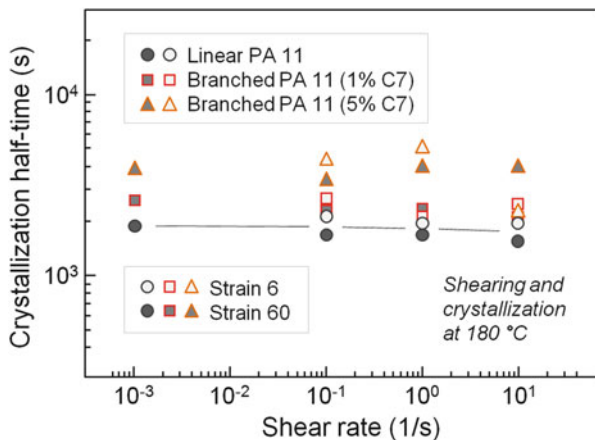 Crystallization half-time (s)
10⁴
10³
Linear PA 11
Branched PA 11 (1% C7)
Branched PA 11 (5% C7)
Strain 6
Strain 60
Shearing and
crystallization
at 180 °C
10⁻³
10⁻²
10⁻¹
10⁰
10¹
Shear rate (1/s)